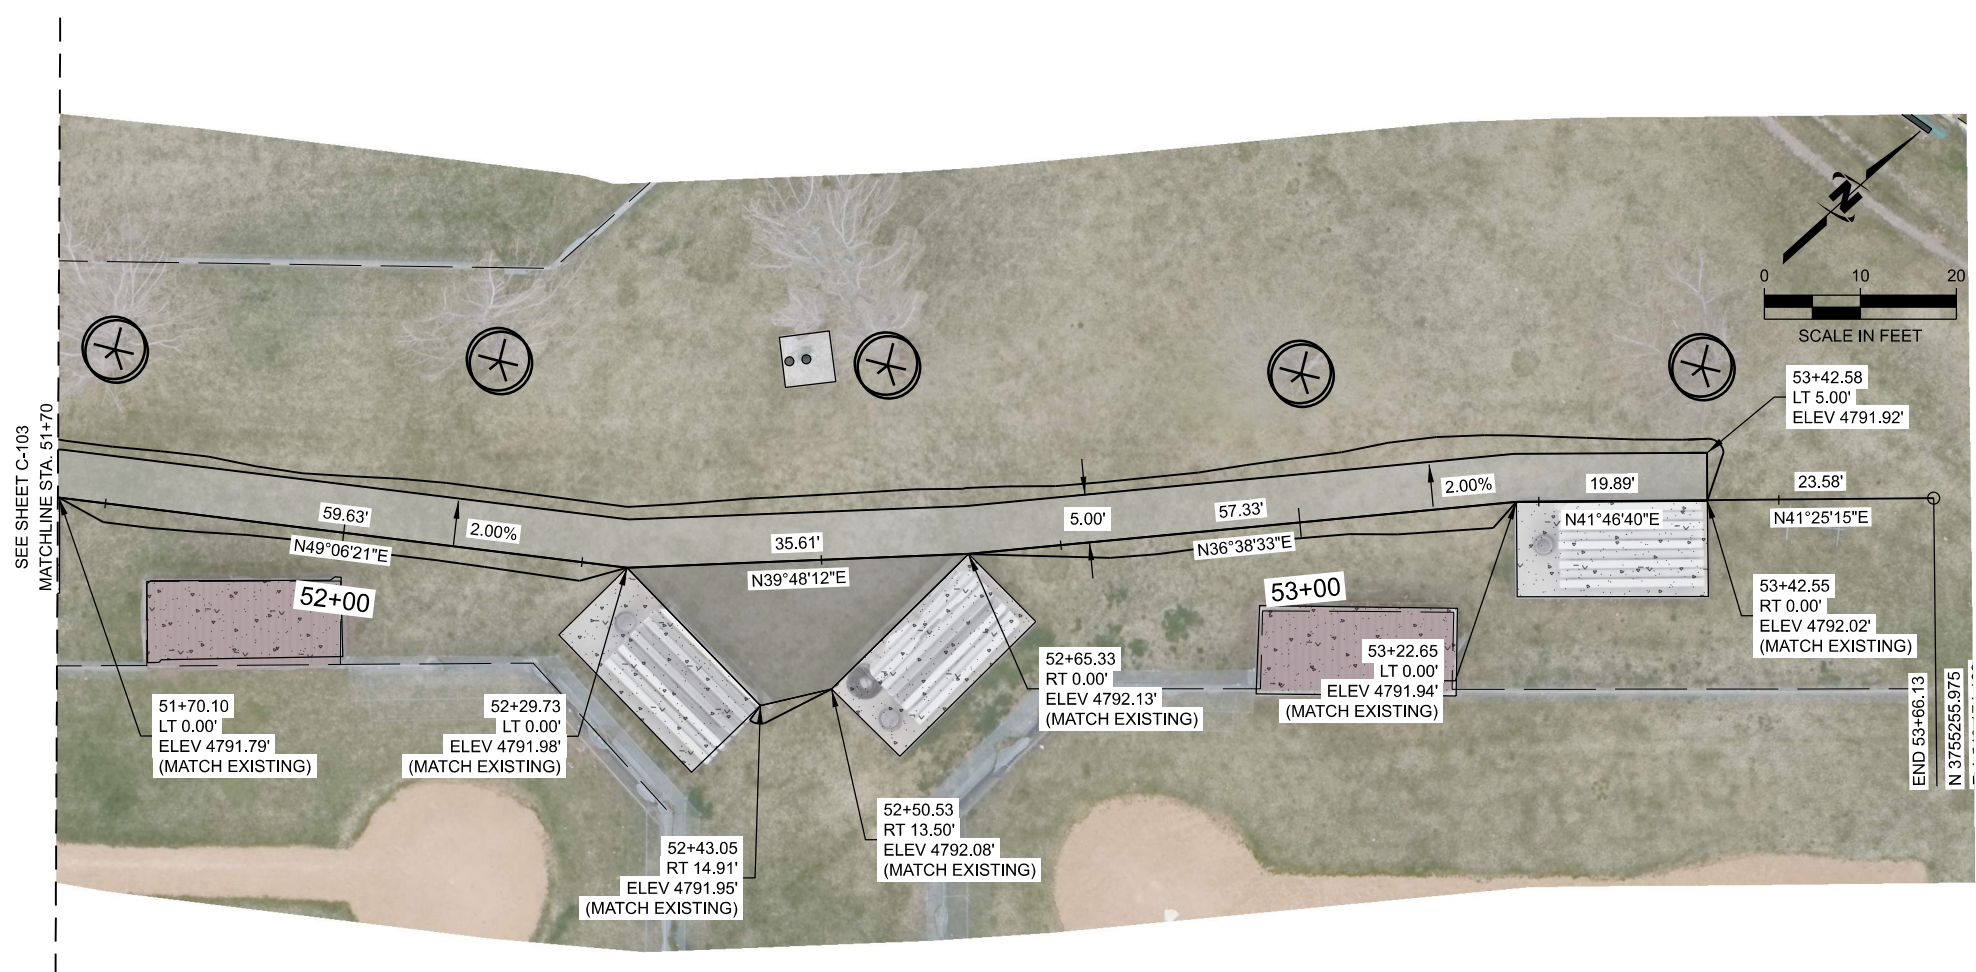 N
0 10 20
SCALE IN FEET
SEE SHEET C-103
MATCHLINE STA. 51+70
53+42.58
LT 5.00'
ELEV 4791.92'
59.63'
N49°06'21"E
2.00%
35.61'
N39°48'12"E
5.00'
57.33'
N36°38'33"E
2.00%
19.89'
N41°46'40"E
23.58'
N41°25'15"E
52+00
53+00
53+42.55
RT 0.00'
ELEV 4792.02'
(MATCH EXISTING)
51+70.10
LT 0.00'
ELEV 4791.79'
(MATCH EXISTING)
52+29.73
LT 0.00'
ELEV 4791.98'
(MATCH EXISTING)
52+65.33
RT 0.00'
ELEV 4792.13'
(MATCH EXISTING)
53+22.65
LT 0.00'
ELEV 4791.94'
(MATCH EXISTING)
52+43.05
RT 14.91'
ELEV 4791.95'
(MATCH EXISTING)
52+50.53
RT 13.50'
ELEV 4792.08'
(MATCH EXISTING)
END 53+66.13
N 3755255.975